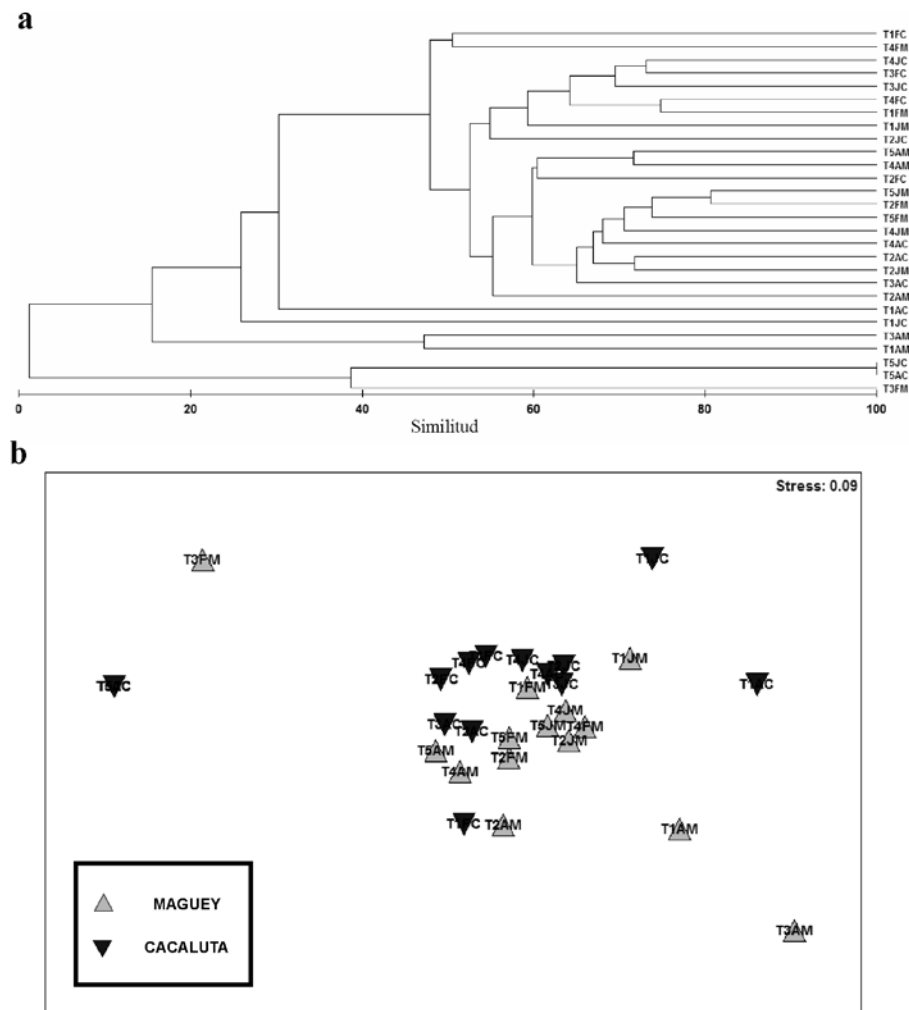 a
T1FC
T4FM
T4JC
T3FC
T3JC
T4FC
T1FM
T1JM
T2JC
T5AM
T4AM
T2FC
T5JM
T2FM
T5FM
T4JM
T4AC
T2AC
T2JM
T3AC
T2AM
T1AC
T1JC
T3AM
T1AM
T5JC
T5AC
T3FM
0 20 40 60 80 100
Similitud
b
Stress: 0.09
T3FM
T1JM
T2FC
T1FM
T4JM
T3AC
T2AC
T5JM
T4FM
T5FM
T2JM
T5AM
T2FM
T4AM
T2AM
T1AM
T3AM
MAGUEY
CACALUTA